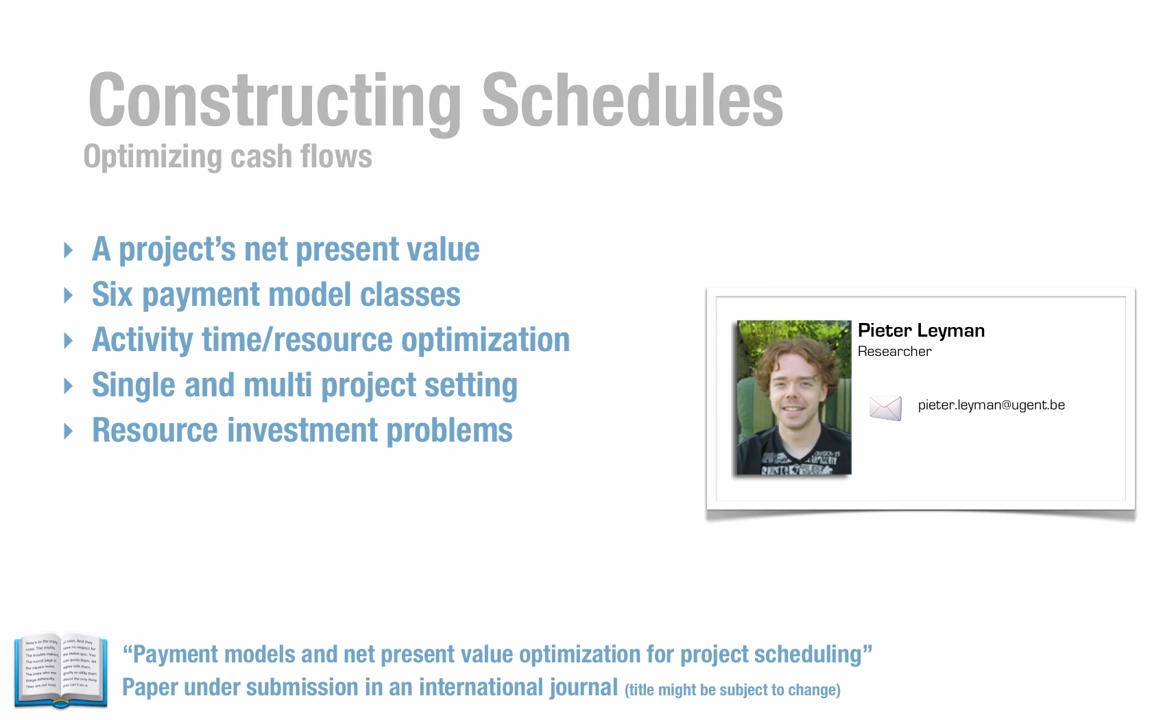 Constructing Schedules
Optimizing cash flows
A project's net present value
Six payment model classes
Activity time/resource optimization
Single and multi project setting
Resource investment problems
Pieter Leyman
Researcher
pieter.leyman@ugent.be
“Payment models and net present value optimization for project scheduling”
Paper under submission in an international journal (title might be subject to change)